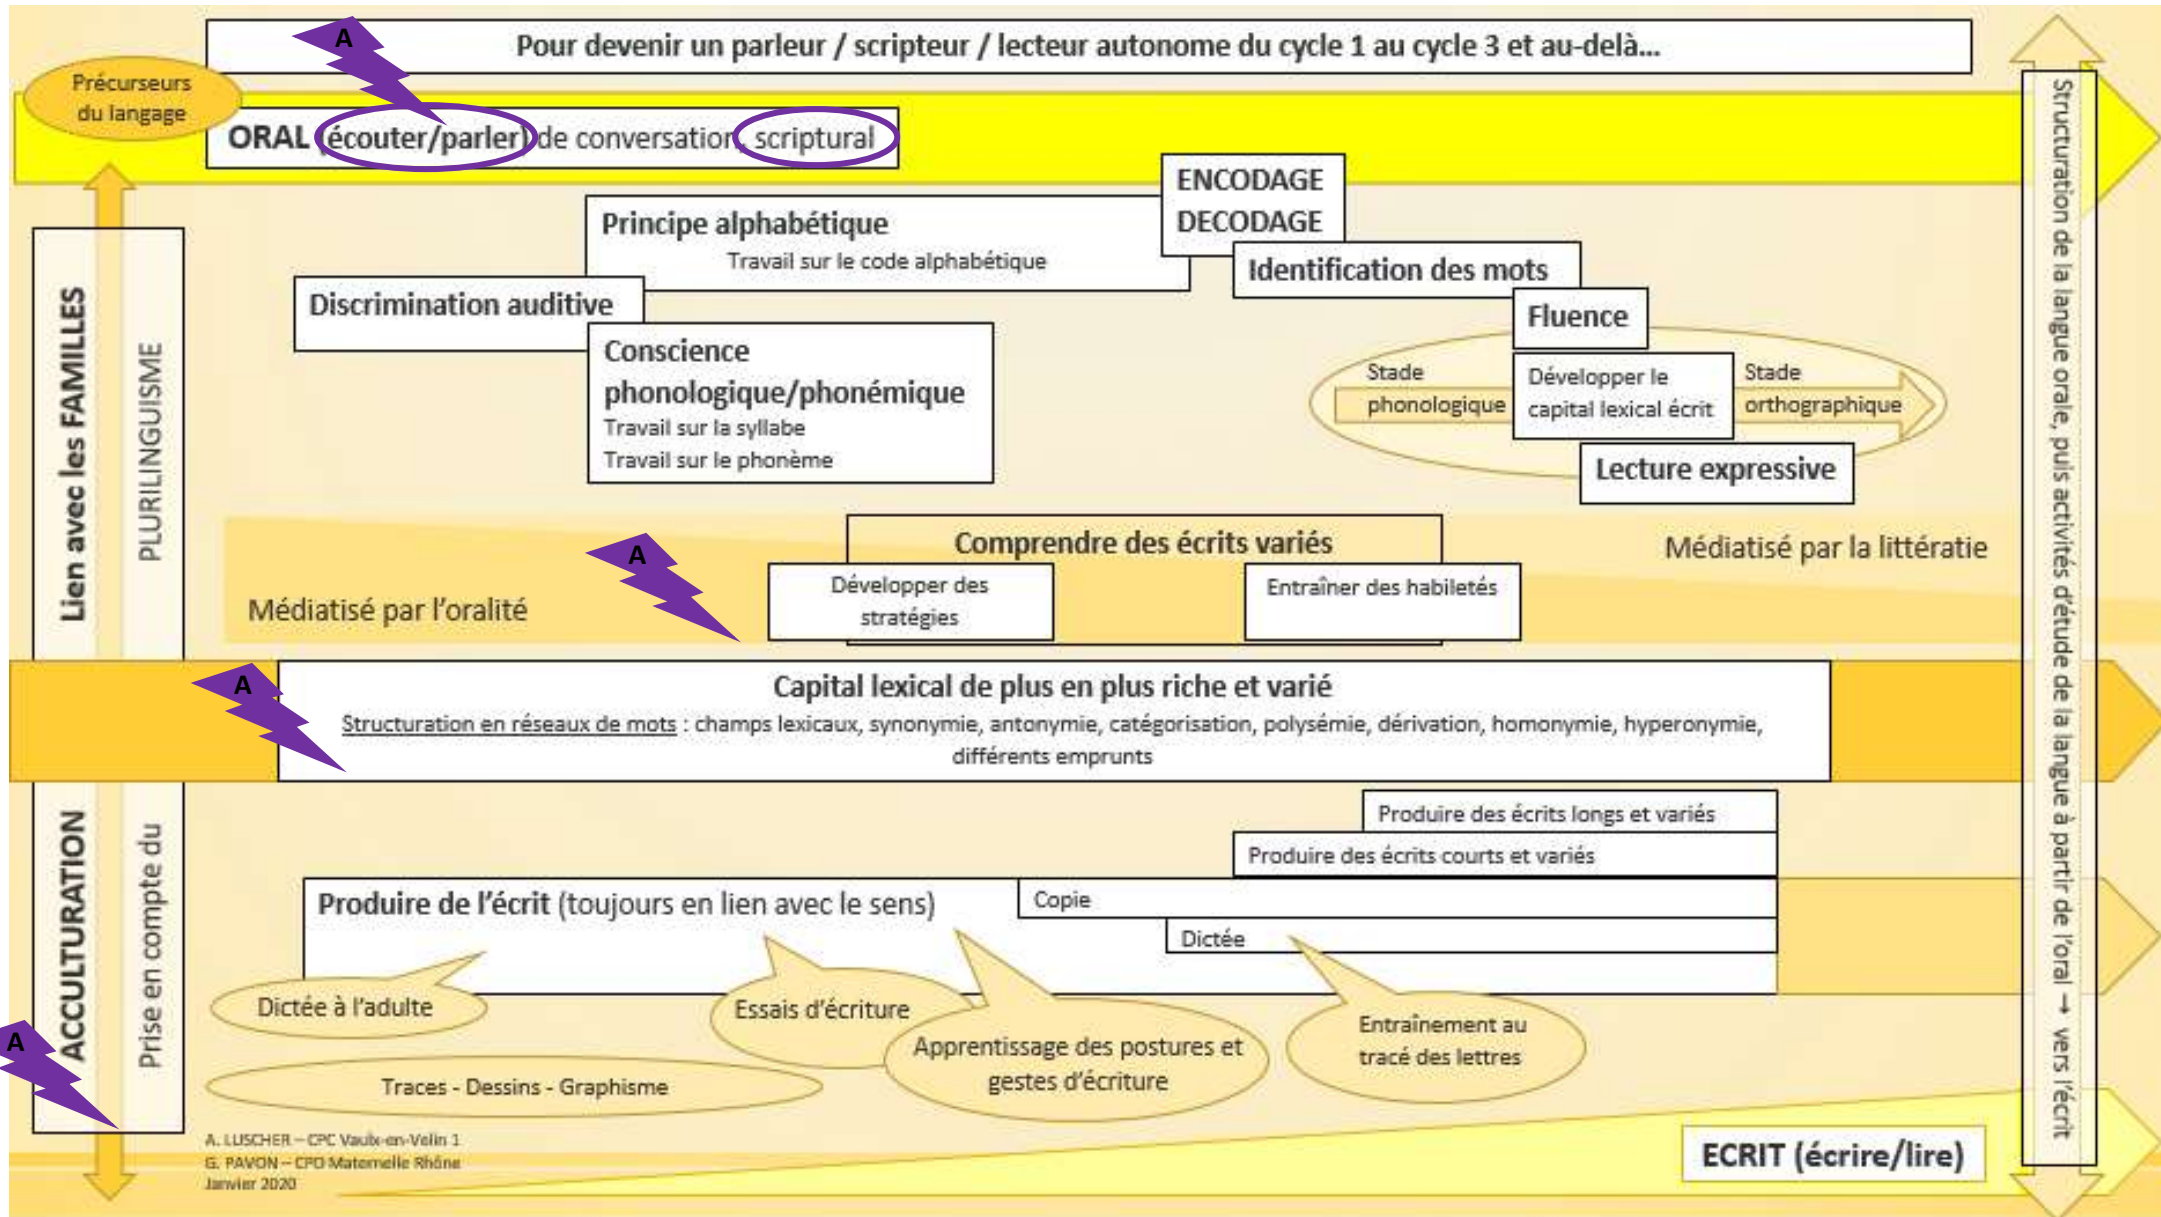 Pour devenir un parleur / scripteur / lecteur autonome du cycle 1 au cycle 3 et au-delà...
A
Précurseurs
du langage
ORAL (écouter/parler) de conversation, scriptural
ENCODAGE
DECODAGE
Principe alphabétique
Travail sur le code alphabétique
Identification des mots
Discrimination auditive
Fluence
Conscience
phonologique/phonémique
Travail sur la syllabe
Travail sur le phonème
Stade
phonologique
Développer le
capital lexical écrit
Stade
orthographique
Lecture expressive
Lien avec les FAMILLES
PLURILINGUISME
Comprendre des écrits variés
A
Développer des
stratégies
Entraîner des habiletés
Médiatisé par l'oralité
Médiatisé par la littératie
A
Capital lexical de plus en plus riche et varié
Structuration en réseaux de mots : champs lexicaux, synonymie, antonymie, catégorisation, polysémie, dérivation, homonymie, hyperonymie,
différents emprunts
ACCULTURATION
Prise en compte du
A
Produire des écrits longs et variés
Produire des écrits courts et variés
Produire de l'écrit (toujours en lien avec le sens)
Copie
Dictée
Dictée à l'adulte
Essais d'écriture
Apprentissage des postures et
gestes d'écriture
Entraînement au
tracé des lettres
Traces - Dessins - Graphisme
A. LUSCHER – CPC Vaulx-en-Velin 1
G. PAVON – CPD Maternelle Rhône
Janvier 2020
ECRIT (écrire/lire)
Structuration de la langue orale, puis activités d'étude de la langue à partir de l'oral → vers l'écrit